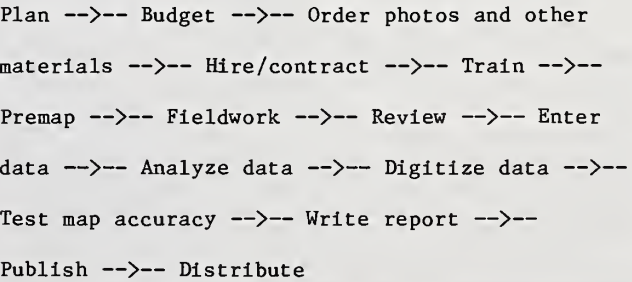 Plan -->-- Budget -->-- Order photos and other
materials -->-- Hire/contract -->-- Train -->--
Premap -->-- Fieldwork -->-- Review -->-- Enter
data -->-- Analyze data -->-- Digitize data -->--
Test map accuracy -->-- Write report -->--
Publish -->-- Distribute